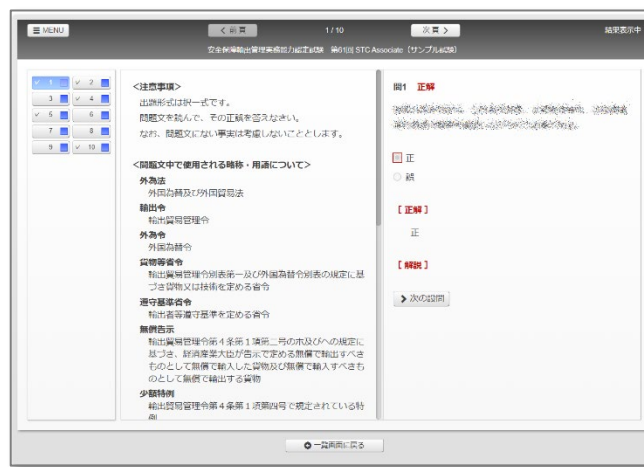 MENU
< 前頁
1 / 10
次頁 >
結果表示中
安全保障輸出管理実務能力認定試験 第61回 STC Associate（サンプル試験）
1
2
3
4
5
6
7
8
9
10
<注意事項>
出題形式は択一式です。
問題文を読んで、その正誤を答えなさい。
なお、問題文にない事実は考慮しないこととします。
<問題文中で使用される略称・用語について>
外為法
外国為替及び外国貿易法
輸出令
輸出貿易管理令
外為令
外国為替令
貨物等省令
輸出貿易管理令別表第一及び外国為替令別表の規定に基
づき貨物又は技術を定める省令
遵守基準省令
輸出者等遵守基準を定める省令
無償告示
輸出貿易管理令第４条第１項第二号のホ及びヘの規定に
基づき、経済産業大臣が告示で定める無償で輸出すべき
ものとして無償で輸入した貨物及び無償で輸入すべきも
のとして無償で輸出する貨物
少額特例
輸出貿易管理令第４条第１項第四号で規定されている特
例
問1 正解
正
誤
［ 正解 ］
正
［ 解説 ］
次の設問
一覧画面に戻る